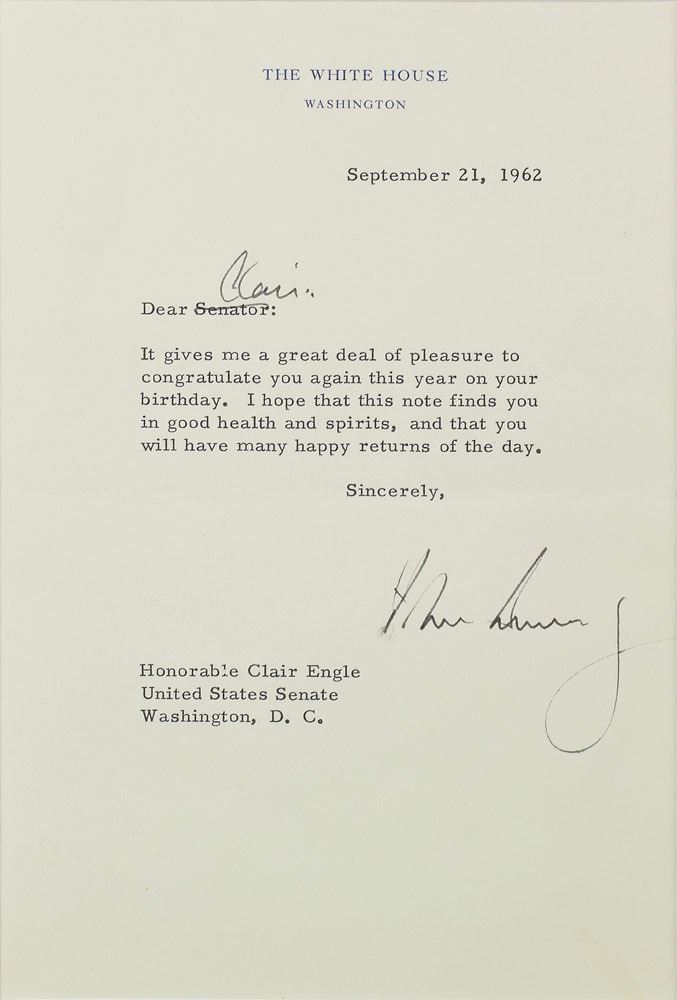 THE WHITE HOUSE
WASHINGTON
September 21, 1962
Clair.
Dear Senator:
It gives me a great deal of pleasure to
congratulate you again this year on your
birthday. I hope that this note finds you
in good health and spirits, and that you
will have many happy returns of the day.
Sincerely,
Honorable Clair Engle
United States Senate
Washington, D. C.